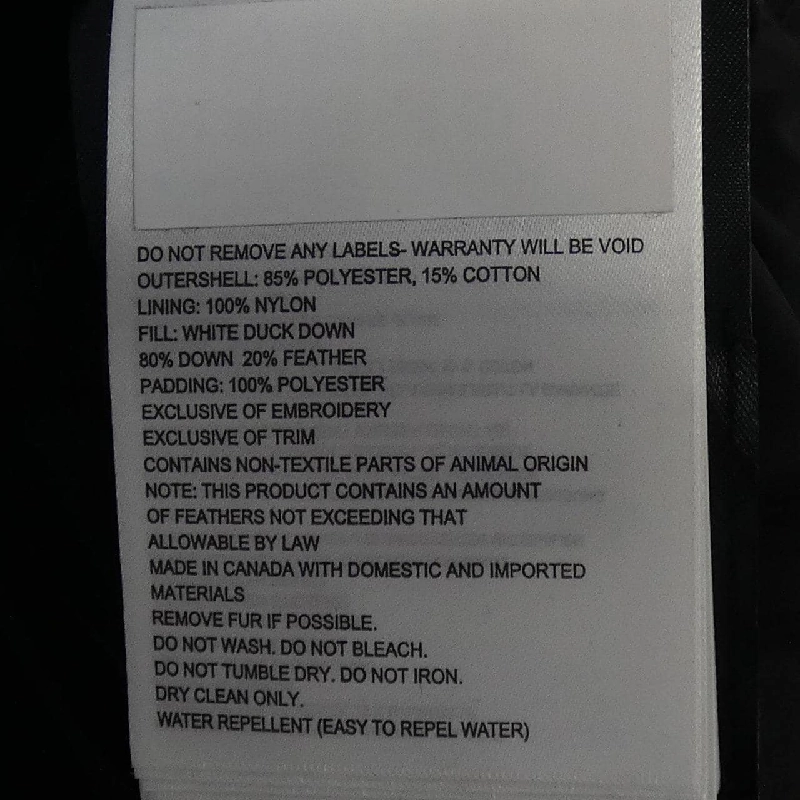 DO NOT REMOVE ANY LABELS- WARRANTY WILL BE VOID
OUTERSHELL: 85% POLYESTER, 15% COTTON
LINING: 100% NYLON
FILL: WHITE DUCK DOWN
80% DOWN 20% FEATHER
PADDING: 100% POLYESTER
EXCLUSIVE OF EMBROIDERY
EXCLUSIVE OF TRIM
CONTAINS NON-TEXTILE PARTS OF ANIMAL ORIGIN
NOTE: THIS PRODUCT CONTAINS AN AMOUNT
OF FEATHERS NOT EXCEEDING THAT
ALLOWABLE BY LAW
MADE IN CANADA WITH DOMESTIC AND IMPORTED
MATERIALS
REMOVE FUR IF POSSIBLE.
DO NOT WASH. DO NOT BLEACH.
DO NOT TUMBLE DRY. DO NOT IRON.
DRY CLEAN ONLY.
WATER REPELLENT (EASY TO REPEL WATER)